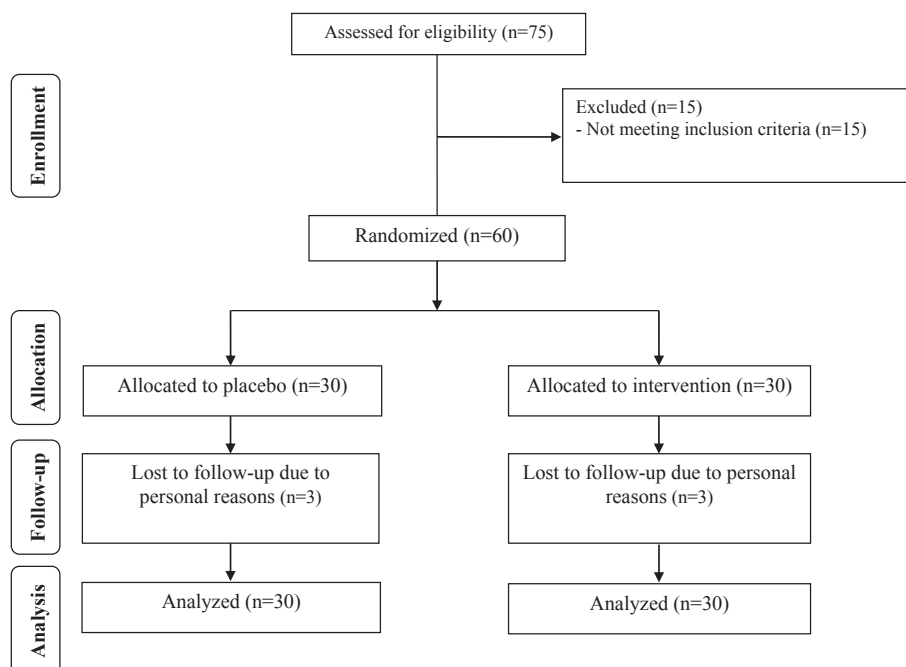 Assessed for eligibility (n=75)
Enrollment
Excluded (n=15)
- Not meeting inclusion criteria (n=15)
Randomized (n=60)
Allocation
Allocated to placebo (n=30)
Allocated to intervention (n=30)
Follow-up
Lost to follow-up due to
personal reasons (n=3)
Lost to follow-up due to personal
reasons (n=3)
Analysis
Analyzed (n=30)
Analyzed (n=30)